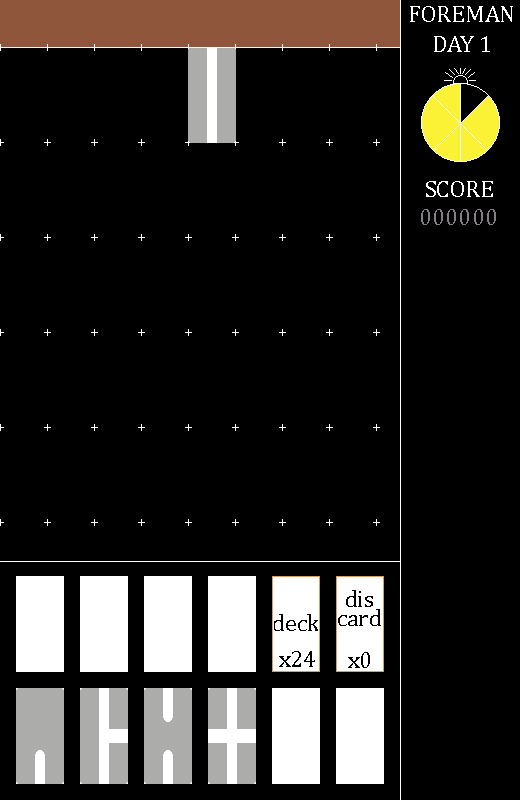 FOREMAN
DAY 1
SCORE
000000
deck
x24
dis
card
x0